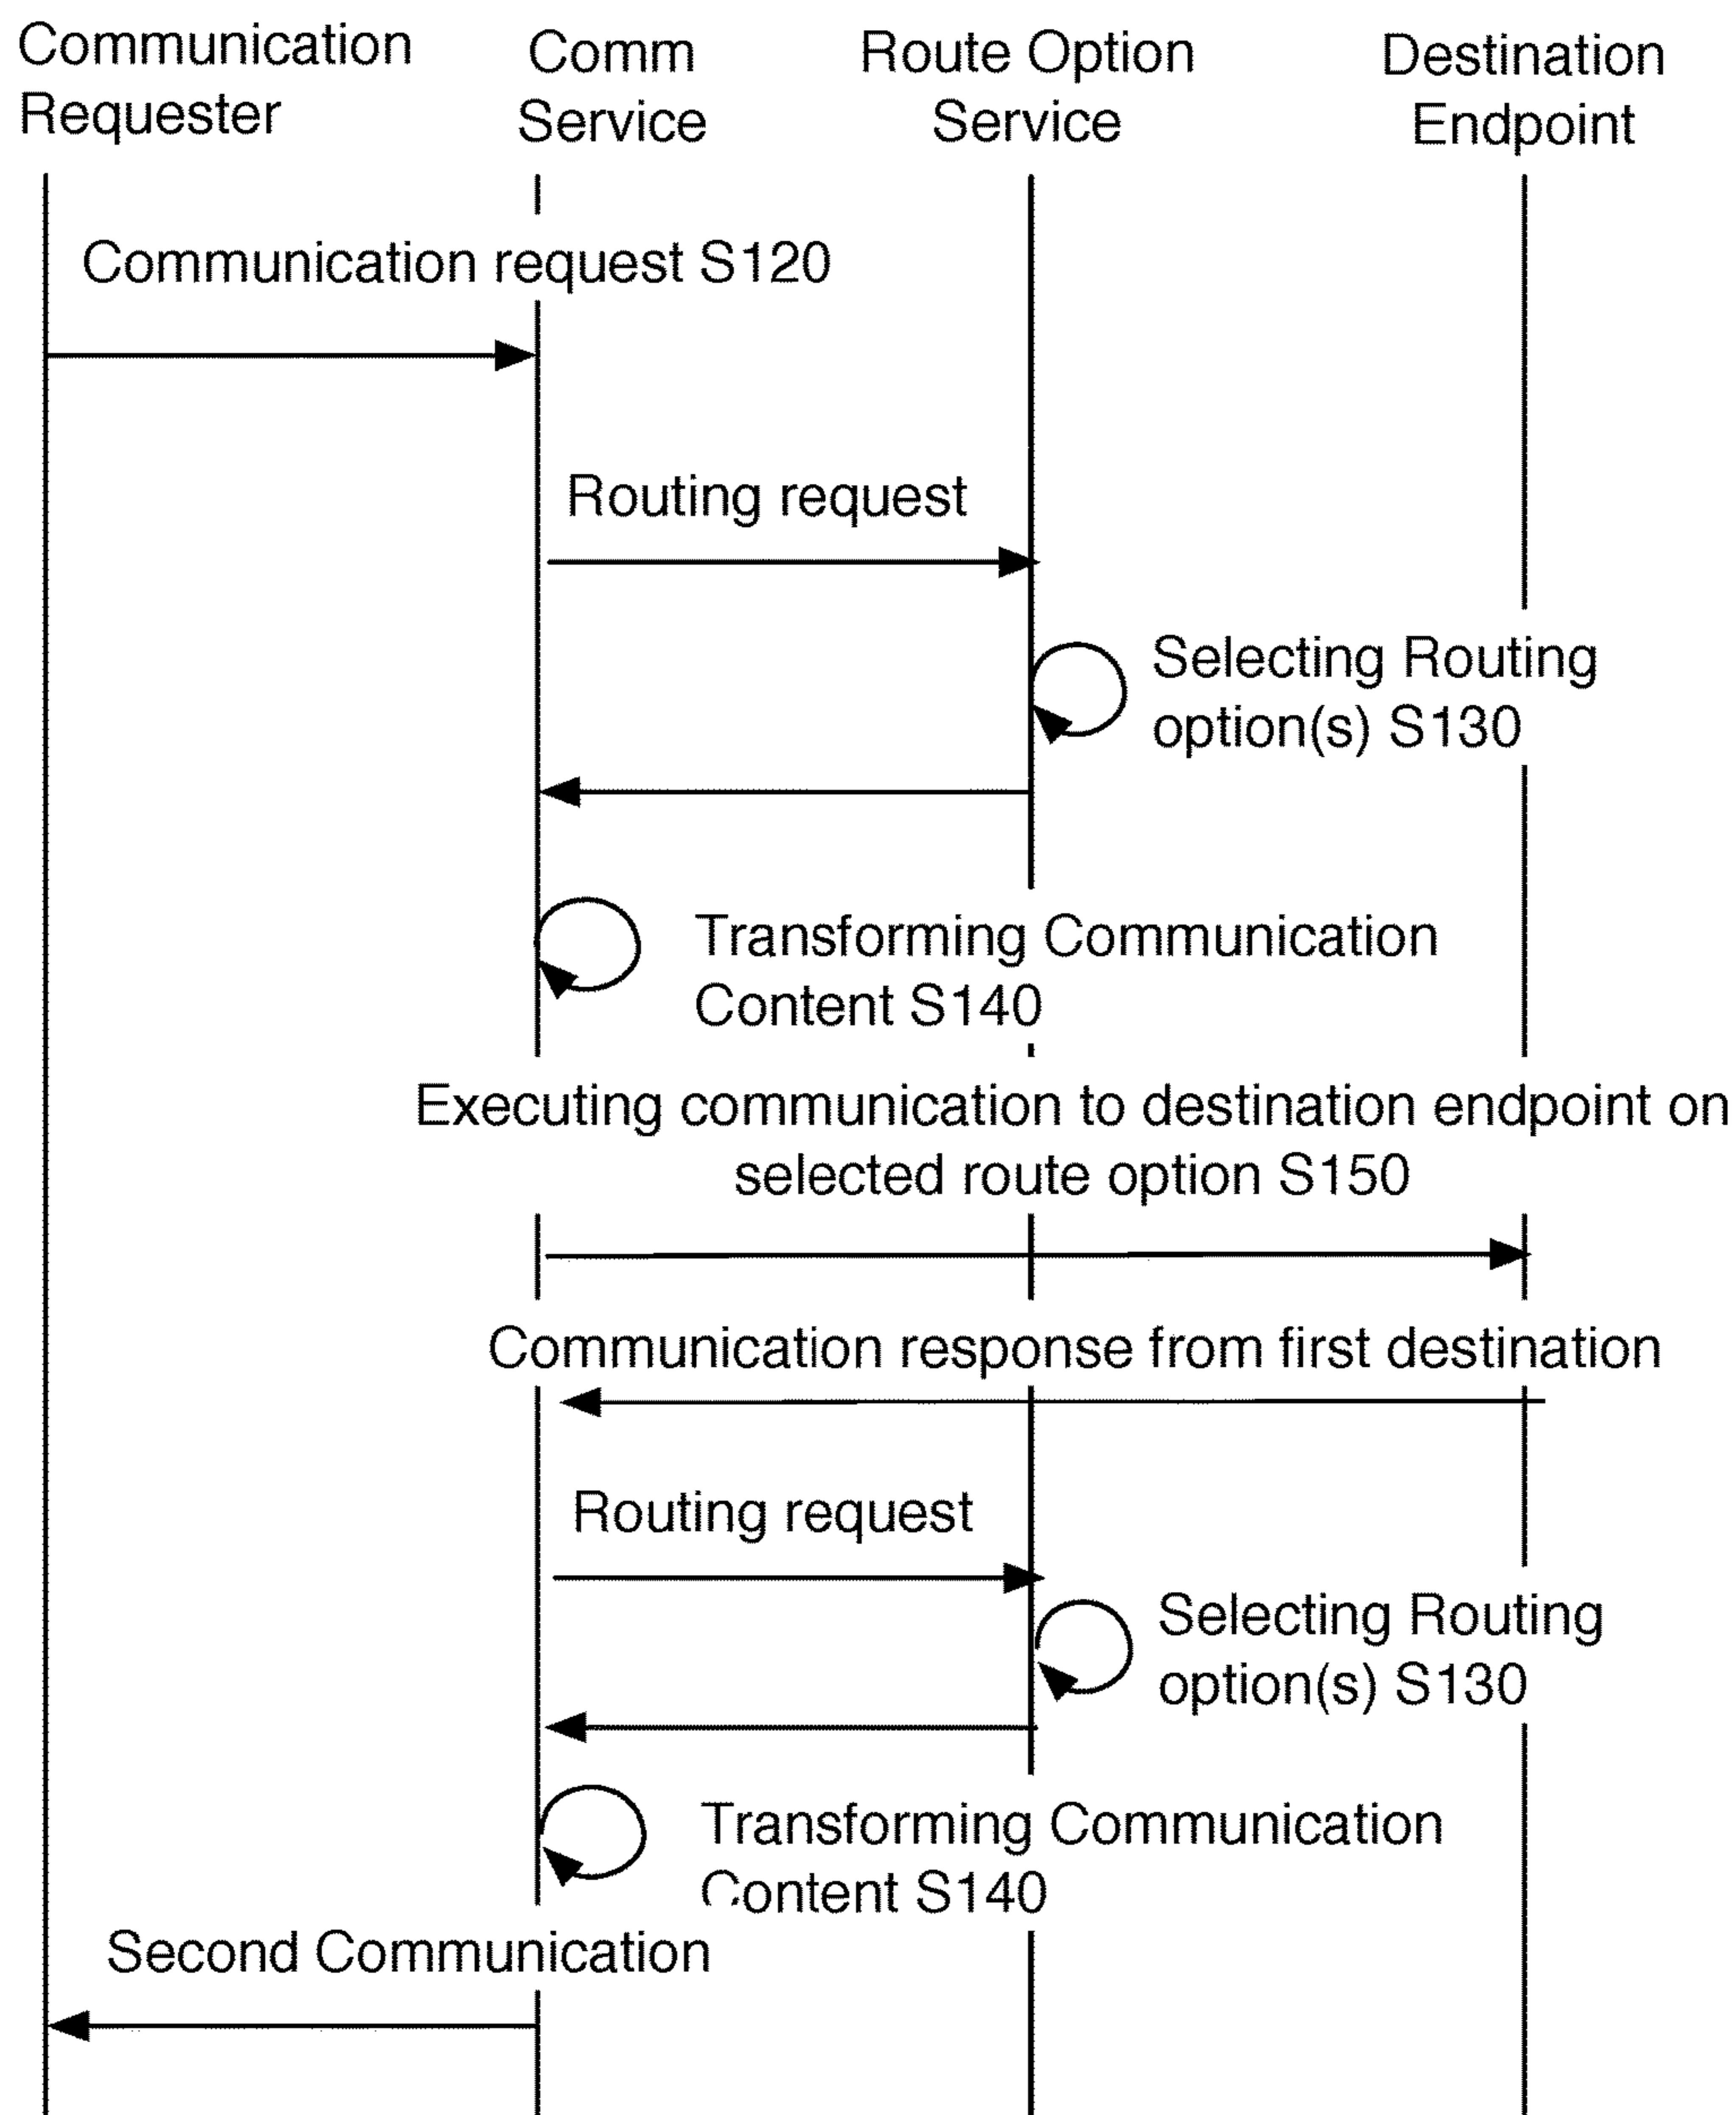 Communication
Requester
Comm
Service
Route Option
Service
Destination
Endpoint
Communication request S120
Routing request
Selecting Routing
option(s) S130
Transforming Communication
Content S140
Executing communication to destination endpoint on
selected route option S150
Communication response from first destination
Routing request
Selecting Routing
option(s) S130
Transforming Communication
Content S140
Second Communication